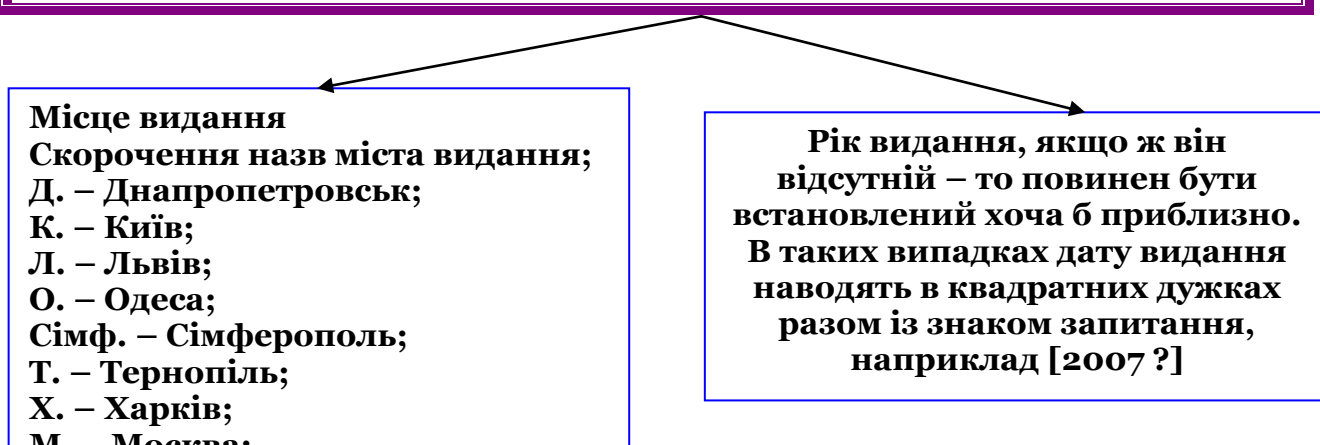 Місце видання
Скорочення назв міста видання;
Д. – Днапропетровськ;
К. – Київ;
Л. – Львів;
О. – Одеса;
Сімф. – Сімферополь;
Т. – Тернопіль;
Х. – Харків;
М. – Москва;
Рік видання, якщо ж він
відсутній – то повинен бути
встановлений хоча б приблизно.
В таких випадках дату видання
наводять в квадратних дужках
разом із знаком запитання,
наприклад [2007 ?]